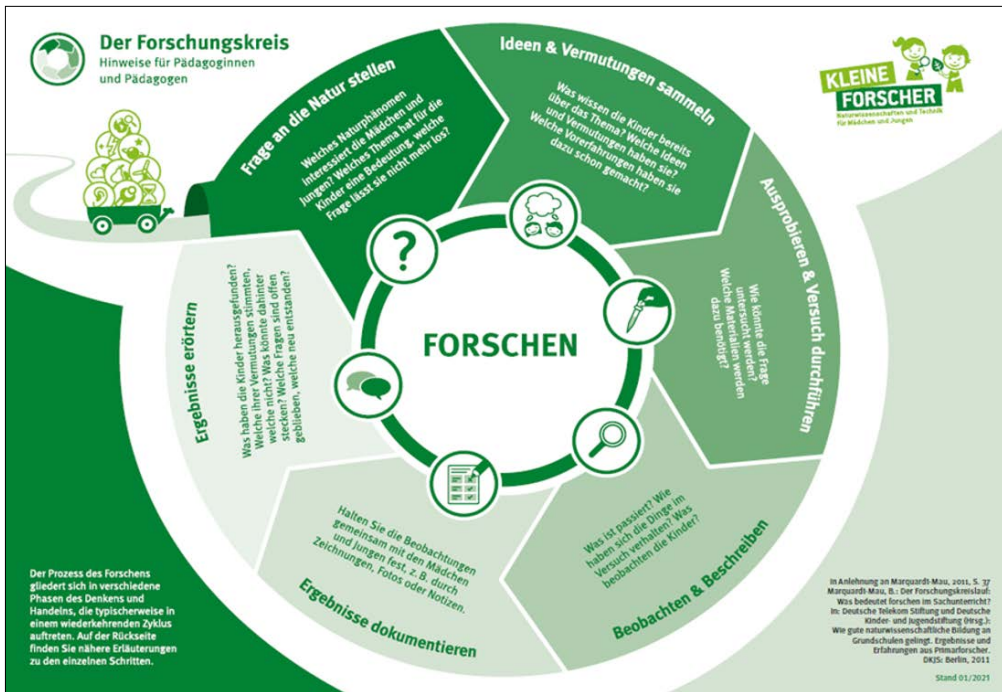 Der Forschungskreis
Hinweise für Pädagoginnen
und Pädagogen
KLEINE
FORSCHER
Naturwissenschaften und Technik
für Mädchen und Jungen
Frage an die Natur stellen
Welches Naturphänomen
interessiert die Mädchen und
Jungen? Welches Thema hat für die
Kinder eine Bedeutung, welche
Frage lässt sie nicht mehr los?
Ideen & Vermutungen sammeln
Was wissen die Kinder bereits
über das Thema? Welche Ideen
und Vermutungen haben sie?
Welche Vorerfahrungen haben sie
dazu schon gemacht?
Ausprobieren & Versuch durchführen
Wie könnte die Frage
untersucht werden?
Welche Materialien werden
dazu benötigt?
Beobachten & Beschreiben
Was ist passiert? Wie
haben sich die Dinge im
Versuch verhalten? Was
beobachten die Kinder?
Ergebnisse dokumentieren
Halten Sie die Beobachtungen
gemeinsam mit den Mädchen
und Jungen fest, z. B. durch
Zeichnungen, Fotos oder Notizen.
Ergebnisse erörtern
Was haben die Kinder herausgefunden?
Welche ihrer Vermutungen stimmten,
welche nicht? Was könnte dahinter
stecken? Welche Fragen sind offen
geblieben, welche neu entstanden?
?
FORSCHEN
Der Prozess des Forschens
gliedert sich in verschiedene
Phasen des Denkens und
Handelns, die typischerweise in
einem wiederkehrenden Zyklus
auftreten. Auf der Rückseite
finden Sie nähere Erläuterungen
zu den einzelnen Schritten.
In Anlehnung an Marquardt-Mau, 2011, S. 37
Marquardt-Mau, B.: Der Forschungskreislauf:
Was bedeutet forschen im Sachunterricht?
In: Deutsche Telekom Stiftung und Deutsche
Kinder- und Jugendstiftung (Hrsg.):
Wie gute naturwissenschaftliche Bildung an
Grundschulen gelingt. Ergebnisse und
Erfahrungen aus Primarforscher.
DKJS: Berlin, 2011
Stand 01/2021